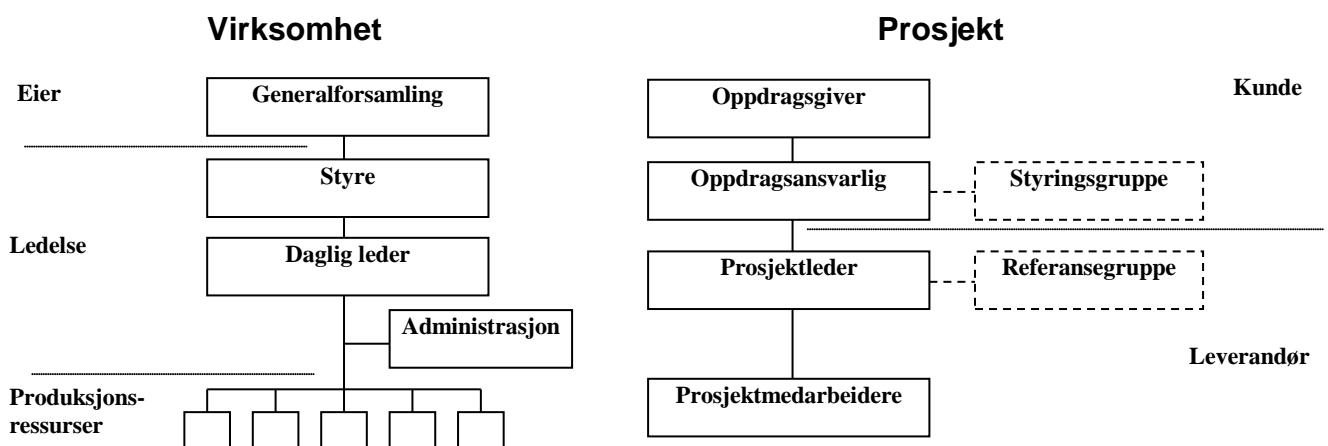 Virksomhet
Eier
Generalforsamling
Styre
Ledelse
Daglig leder
Administrasjon
Produksjons-
ressurser
Prosjekt
Kunde
Oppdragsgiver
Oppdragsansvarlig
Styringsgruppe
Prosjektleder
Referansegruppe
Leverandør
Prosjektmedarbeidere